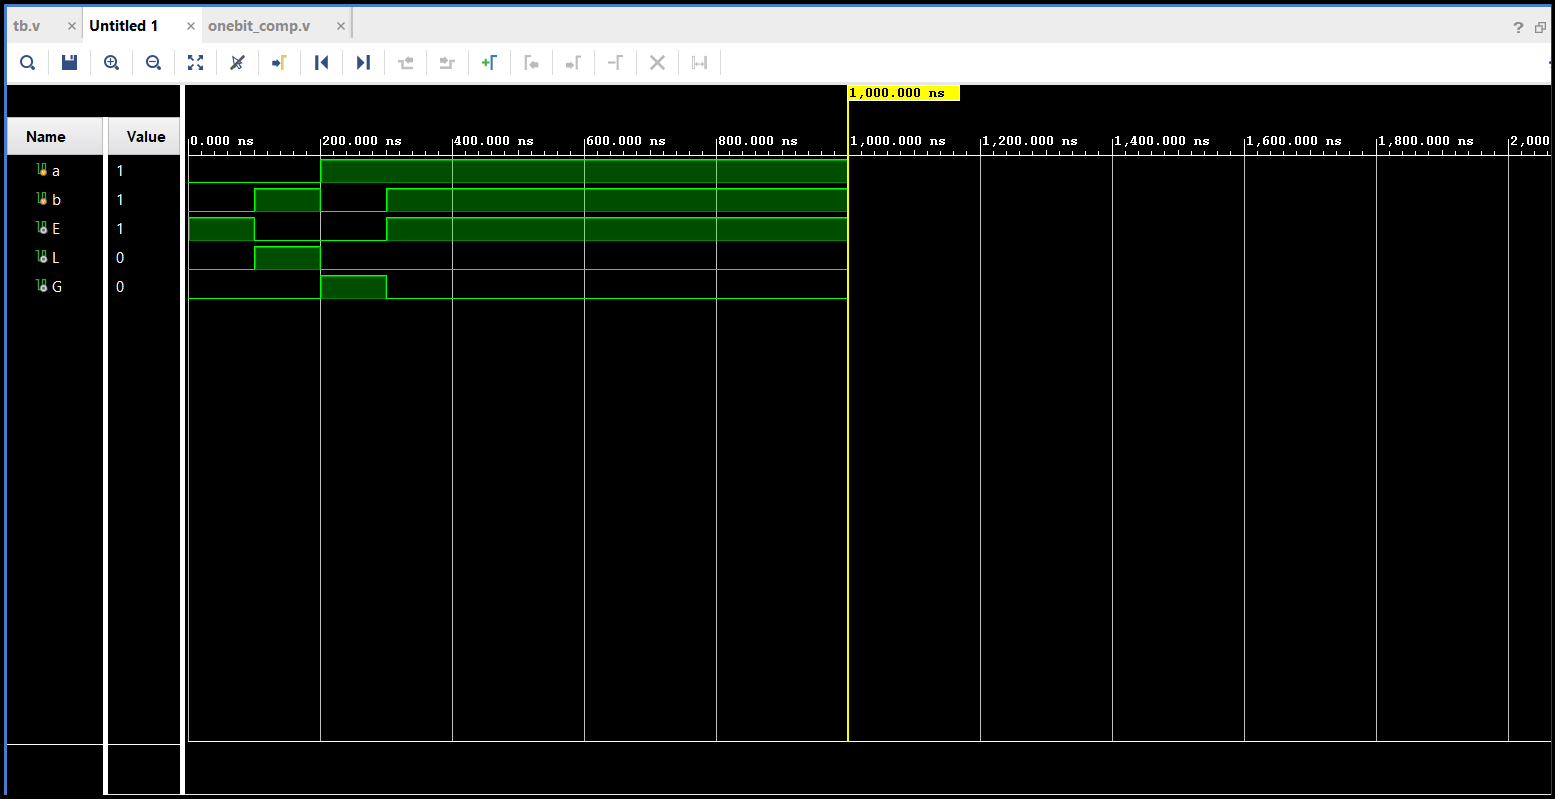 tb.v × Untitled 1 × onebit_comp.v × ?
1,000.000 ns
Name Value 0.000 ns 200.000 ns 400.000 ns 600.000 ns 800.000 ns 1,000.000 ns 1,200.000 ns 1,400.000 ns 1,600.000 ns 1,800.000 ns 2,000
a 1
b 1
E 1
L 0
G 0